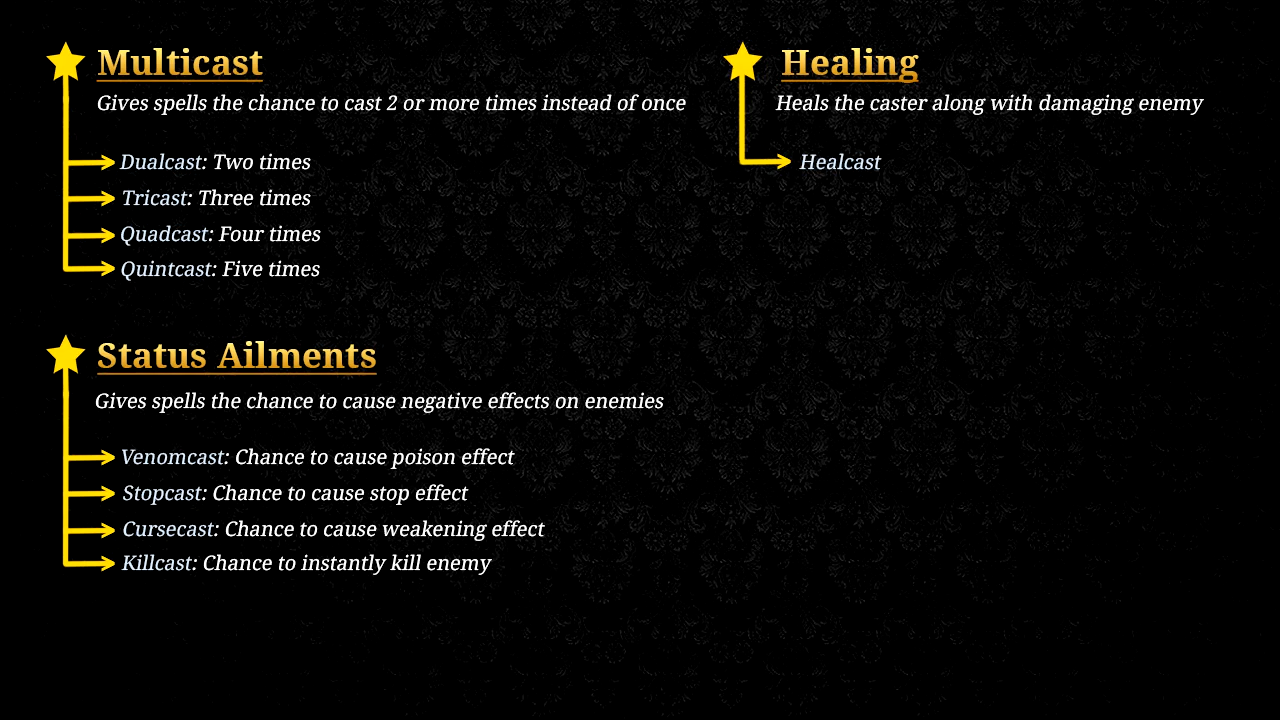 Multicast
Gives spells the chance to cast 2 or more times instead of once
Dualcast: Two times
Tricast: Three times
Quadcast: Four times
Quintcast: Five times
Healing
Heals the caster along with damaging enemy
Healcast
Status Ailments
Gives spells the chance to cause negative effects on enemies
Venomcast: Chance to cause poison effect
Stopcast: Chance to cause stop effect
Cursecast: Chance to cause weakening effect
Killcast: Chance to instantly kill enemy